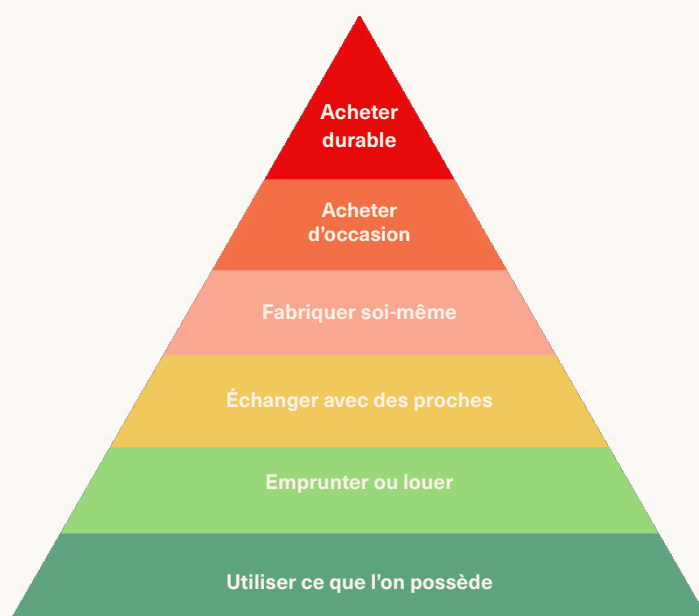 Acheter
durable
Acheter
d’occasion
Fabriquer soi-même
Échanger avec des proches
Emprunter ou louer
Utiliser ce que l’on possède